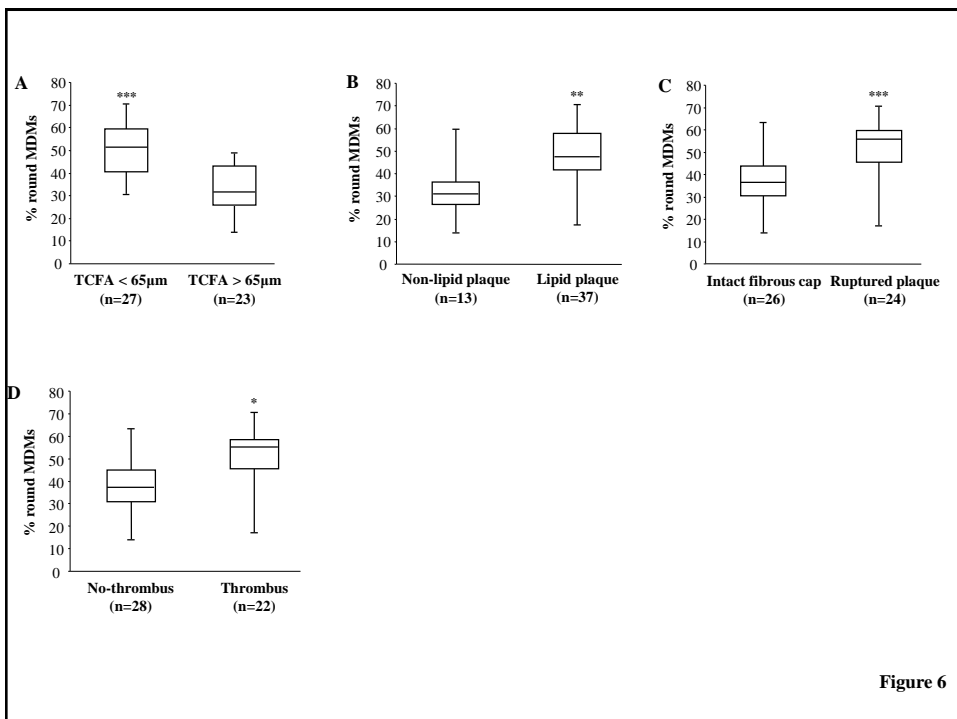 A
% round MDMs
80
70
60
50
40
30
20
10
0
***
TCFA < 65µm
(n=27)
TCFA > 65µm
(n=23)
B
% round MDMs
80
70
60
50
40
30
20
10
0
**
Non-lipid plaque
(n=13)
Lipid plaque
(n=37)
C
% round MDMs
80
70
60
50
40
30
20
10
0
***
Intact fibrous cap
(n=26)
Ruptured plaque
(n=24)
D
% round MDMs
80
70
60
50
40
30
20
10
0
*
No-thrombus
(n=28)
Thrombus
(n=22)
Figure 6